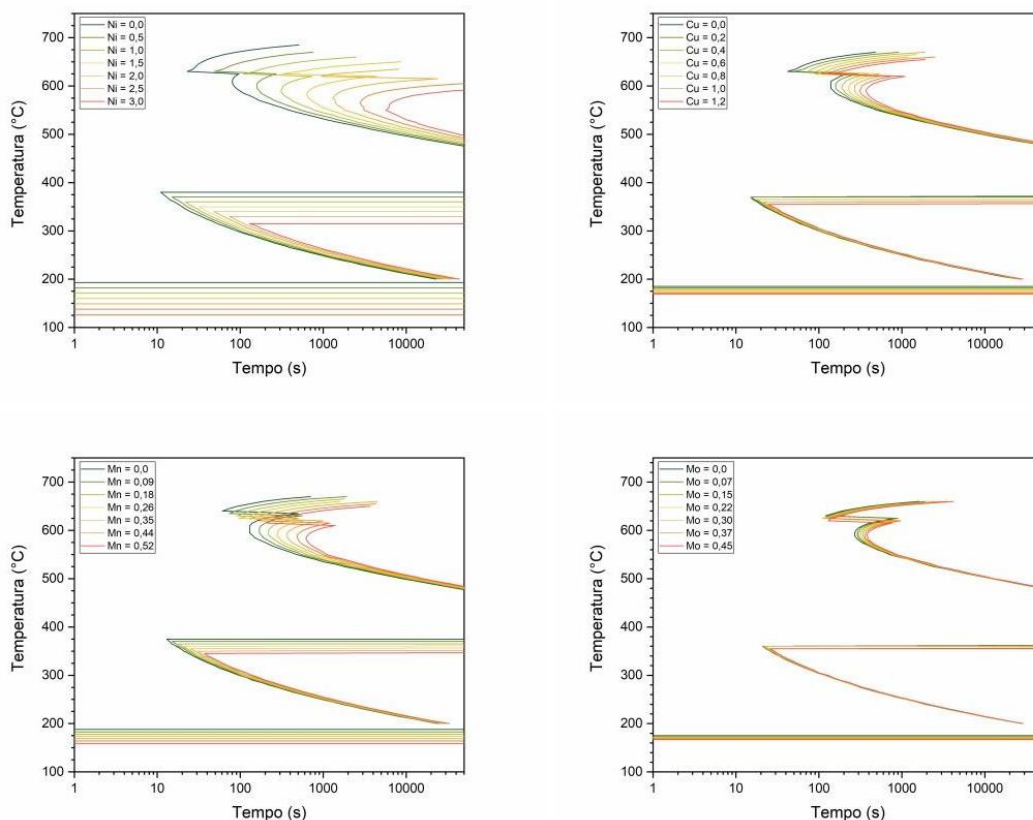 700
600
500
400
300
200
100
Temperatura (°C)
Ni = 0,0
Ni = 0,5
Ni = 1,0
Ni = 1,5
Ni = 2,0
Ni = 2,5
Ni = 3,0
1 10 100 1000 10000
Tempo (s)
700
600
500
400
300
200
100
Temperatura (°C)
Cu = 0,0
Cu = 0,2
Cu = 0,4
Cu = 0,6
Cu = 0,8
Cu = 1,0
Cu = 1,2
1 10 100 1000 10000
Tempo (s)
700
600
500
400
300
200
100
Temperatura (°C)
Mn = 0,0
Mn = 0,09
Mn = 0,18
Mn = 0,26
Mn = 0,35
Mn = 0,44
Mn = 0,52
1 10 100 1000 10000
Tempo (s)
700
600
500
400
300
200
100
Temperatura (°C)
Mo = 0,0
Mo = 0,07
Mo = 0,15
Mo = 0,22
Mo = 0,30
Mo = 0,37
Mo = 0,45
1 10 100 1000 10000
Tempo (s)